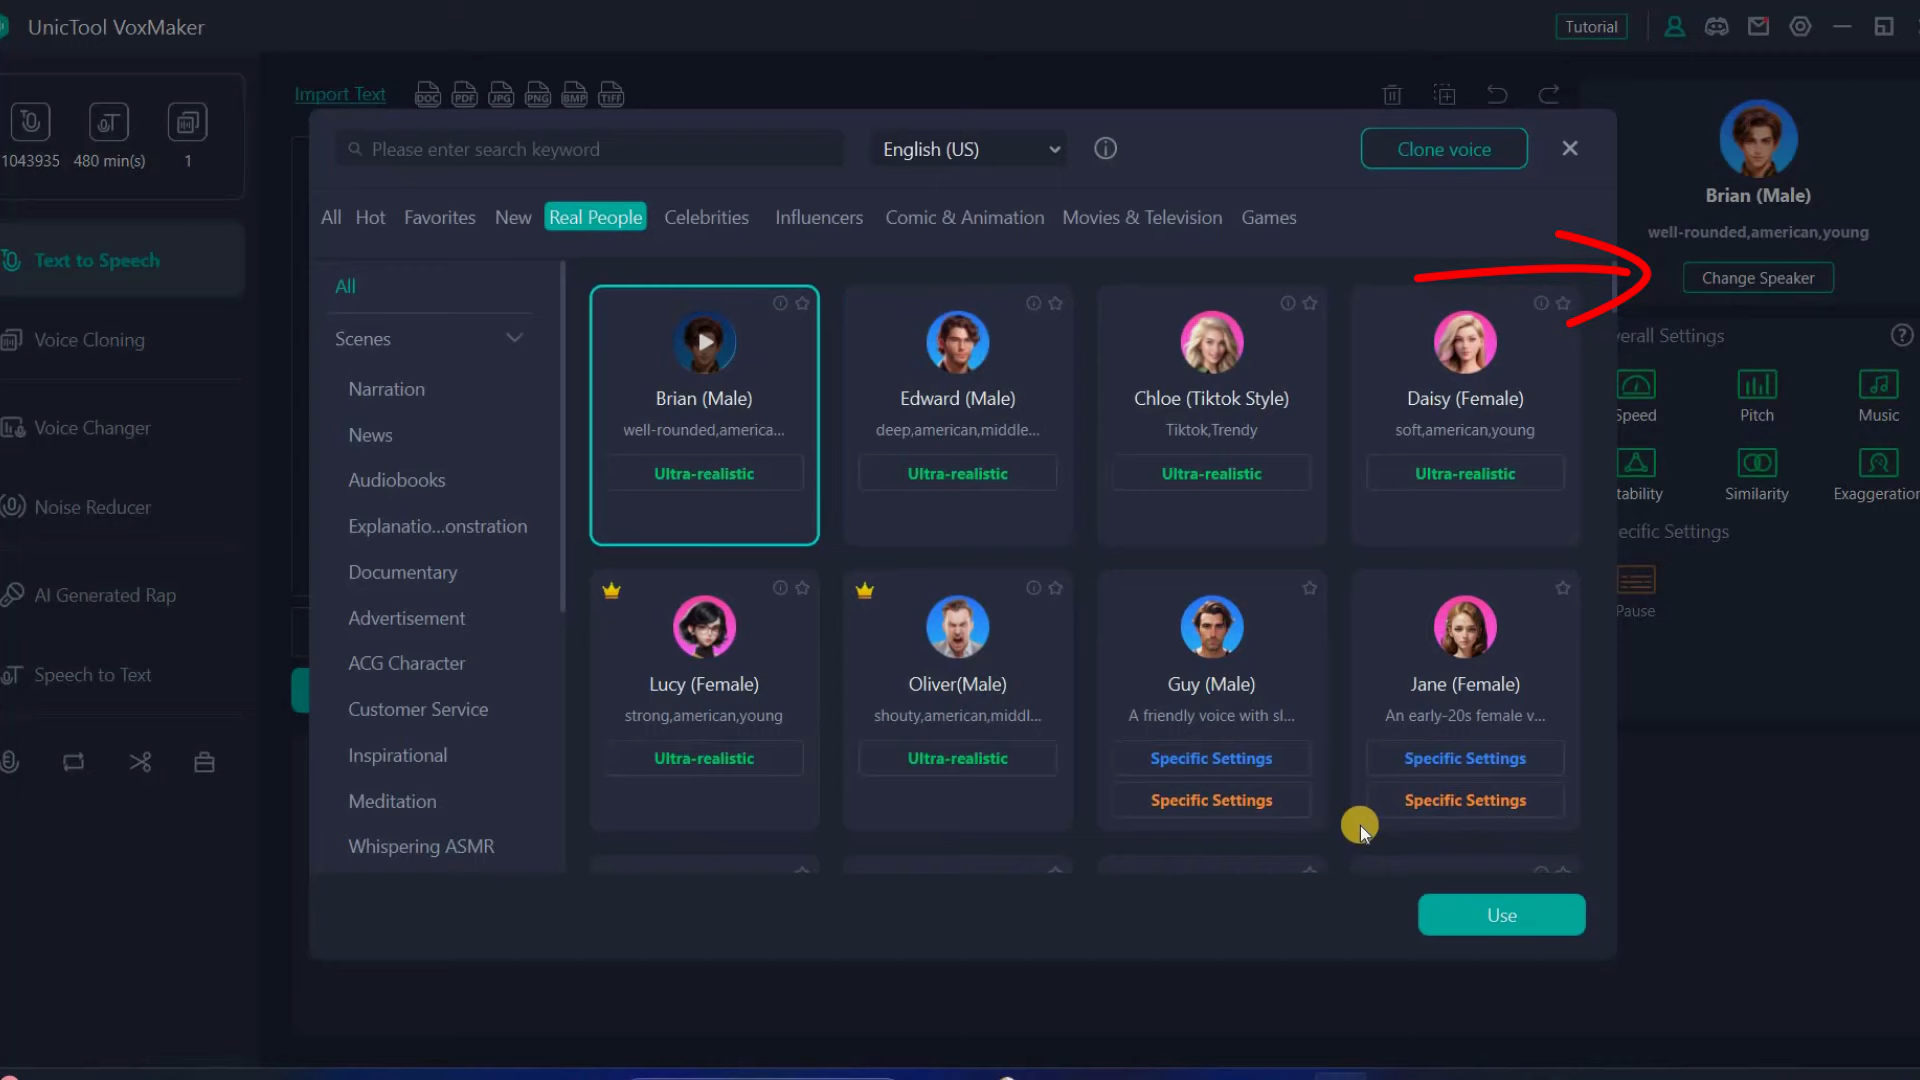 UnicTool VoxMaker
Tutorial
Import Text
DOC PDF JPG PNG BMP TIFF
1043935 480 min(s) 1
Text to Speech
Voice Cloning
Voice Changer
Noise Reducer
AI Generated Rap
Speech to Text
Please enter search keyword
English (US)
Clone voice
All Hot Favorites New Real People Celebrities Influencers Comic & Animation Movies & Television Games
All
Scenes
Narration
News
Audiobooks
Explanatio...onstration
Documentary
Advertisement
ACG Character
Customer Service
Inspirational
Meditation
Whispering ASMR
Brian (Male)
well-rounded,america...
Ultra-realistic
Edward (Male)
deep,american,middle...
Ultra-realistic
Chloe (Tiktok Style)
Tiktok,Trendy
Ultra-realistic
Daisy (Female)
soft,american,young
Ultra-realistic
Lucy (Female)
strong,american,young
Ultra-realistic
Oliver(Male)
shouty,american,middl...
Ultra-realistic
Guy (Male)
A friendly voice with sl...
Specific Settings
Specific Settings
Jane (Female)
An early-20s female v...
Specific Settings
Specific Settings
Use
Brian (Male)
well-rounded,american,young
Change Speaker
verall Settings
Speed Pitch Music
tability Similarity Exaggeration
ecific Settings
Pause